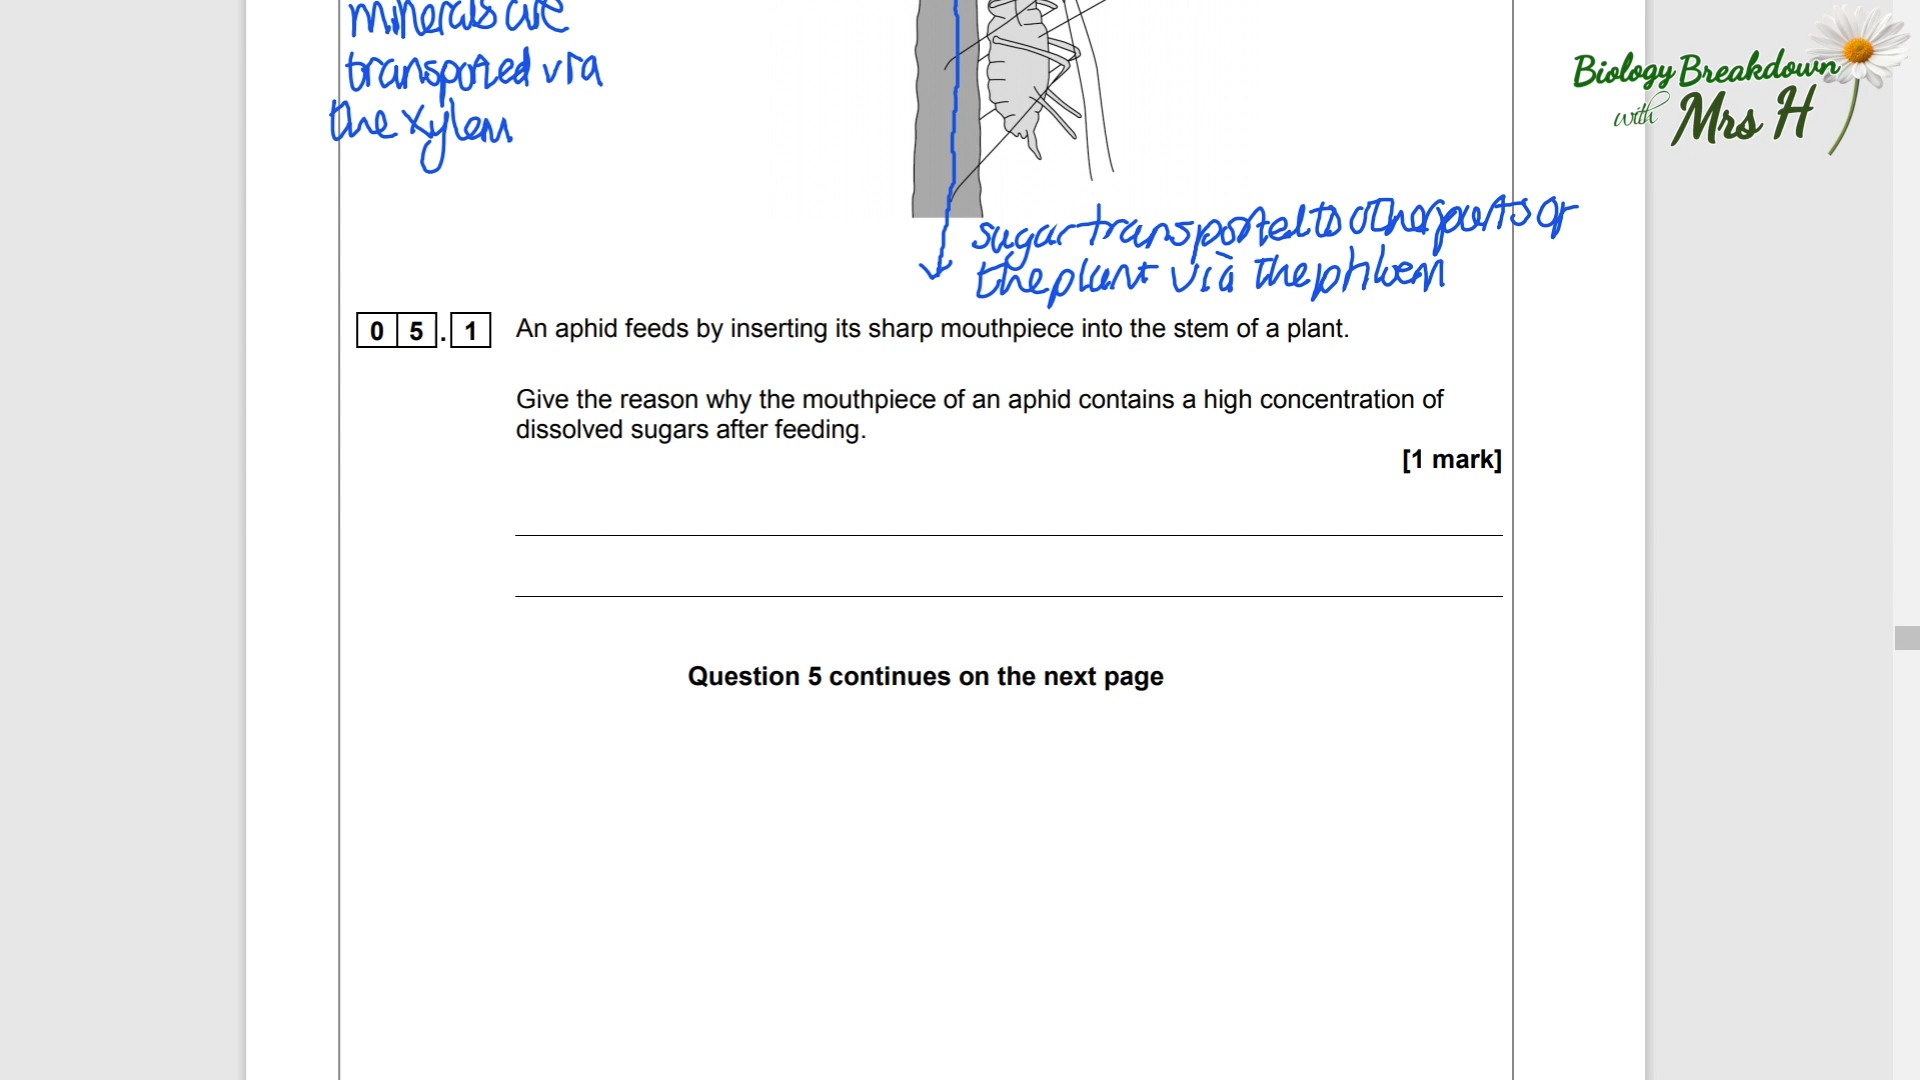 minerals are
transported via
the xylem
Biology Breakdown
with Mrs H
sugar transported to other parts of
the plant via the phloem
05.1 An aphid feeds by inserting its sharp mouthpiece into the stem of a plant.
Give the reason why the mouthpiece of an aphid contains a high concentration of
dissolved sugars after feeding.
[1 mark]
Question 5 continues on the next page